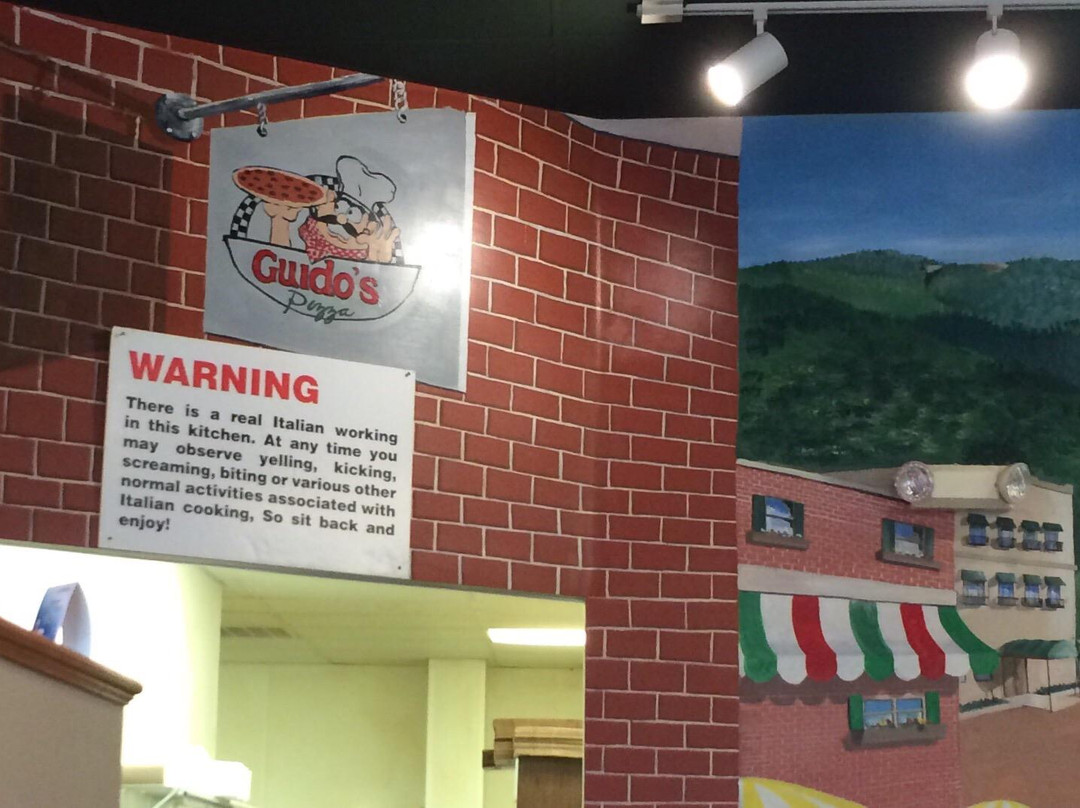 Guido's
Pizza
WARNING
There is a real Italian working
in this kitchen. At any time you
may observe yelling, kicking,
screaming, biting or various other
normal activities associated with
Italian cooking, So sit back and
enjoy!